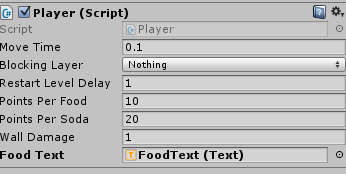 Player (Script)
Script Player
Move Time 0.1
Blocking Layer Nothing
Restart Level Delay 1
Points Per Food 10
Points Per Soda 20
Wall Damage 1
Food Text FoodText (Text)